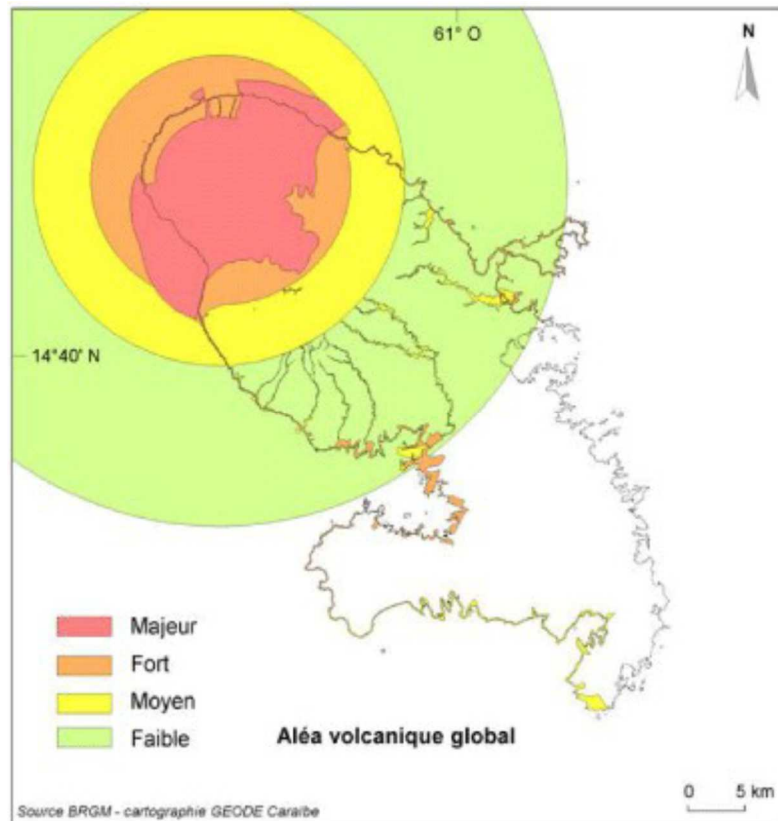 61° O
N
14°40' N
Majeur
Fort
Moyen
Faible
Aléa volcanique global
0 5 km
Source BRGM - cartographie GEODE Caraïbe